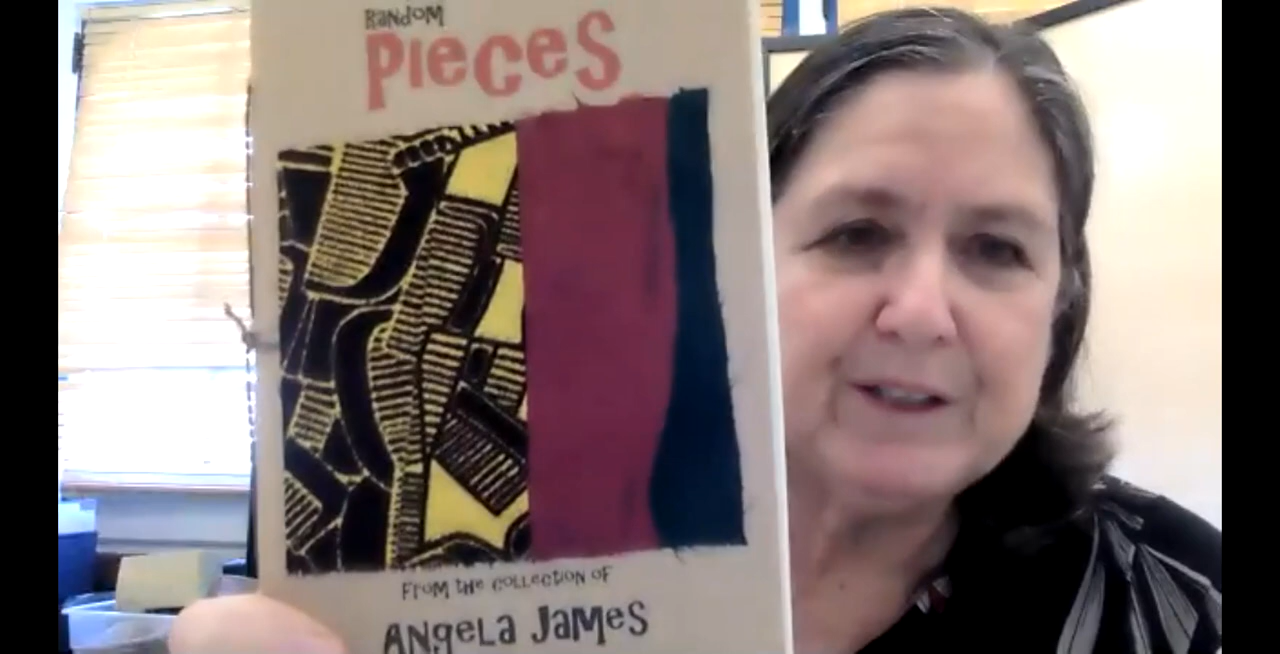 RANDOM
PIECES
FROM THE COLLECTION OF
ANGELA JAMES